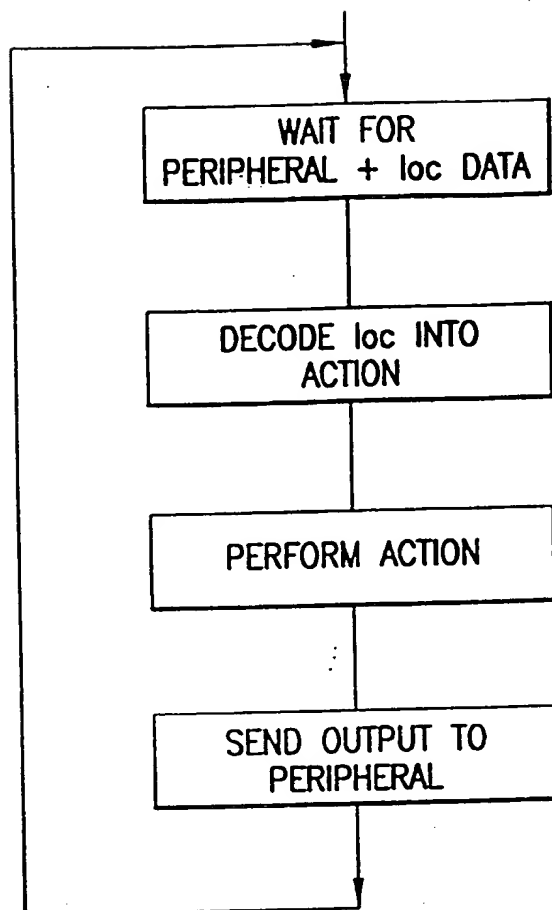 WAIT FOR
PERIPHERAL + loc DATA
DECODE loc INTO
ACTION
PERFORM ACTION
SEND OUTPUT TO
PERIPHERAL